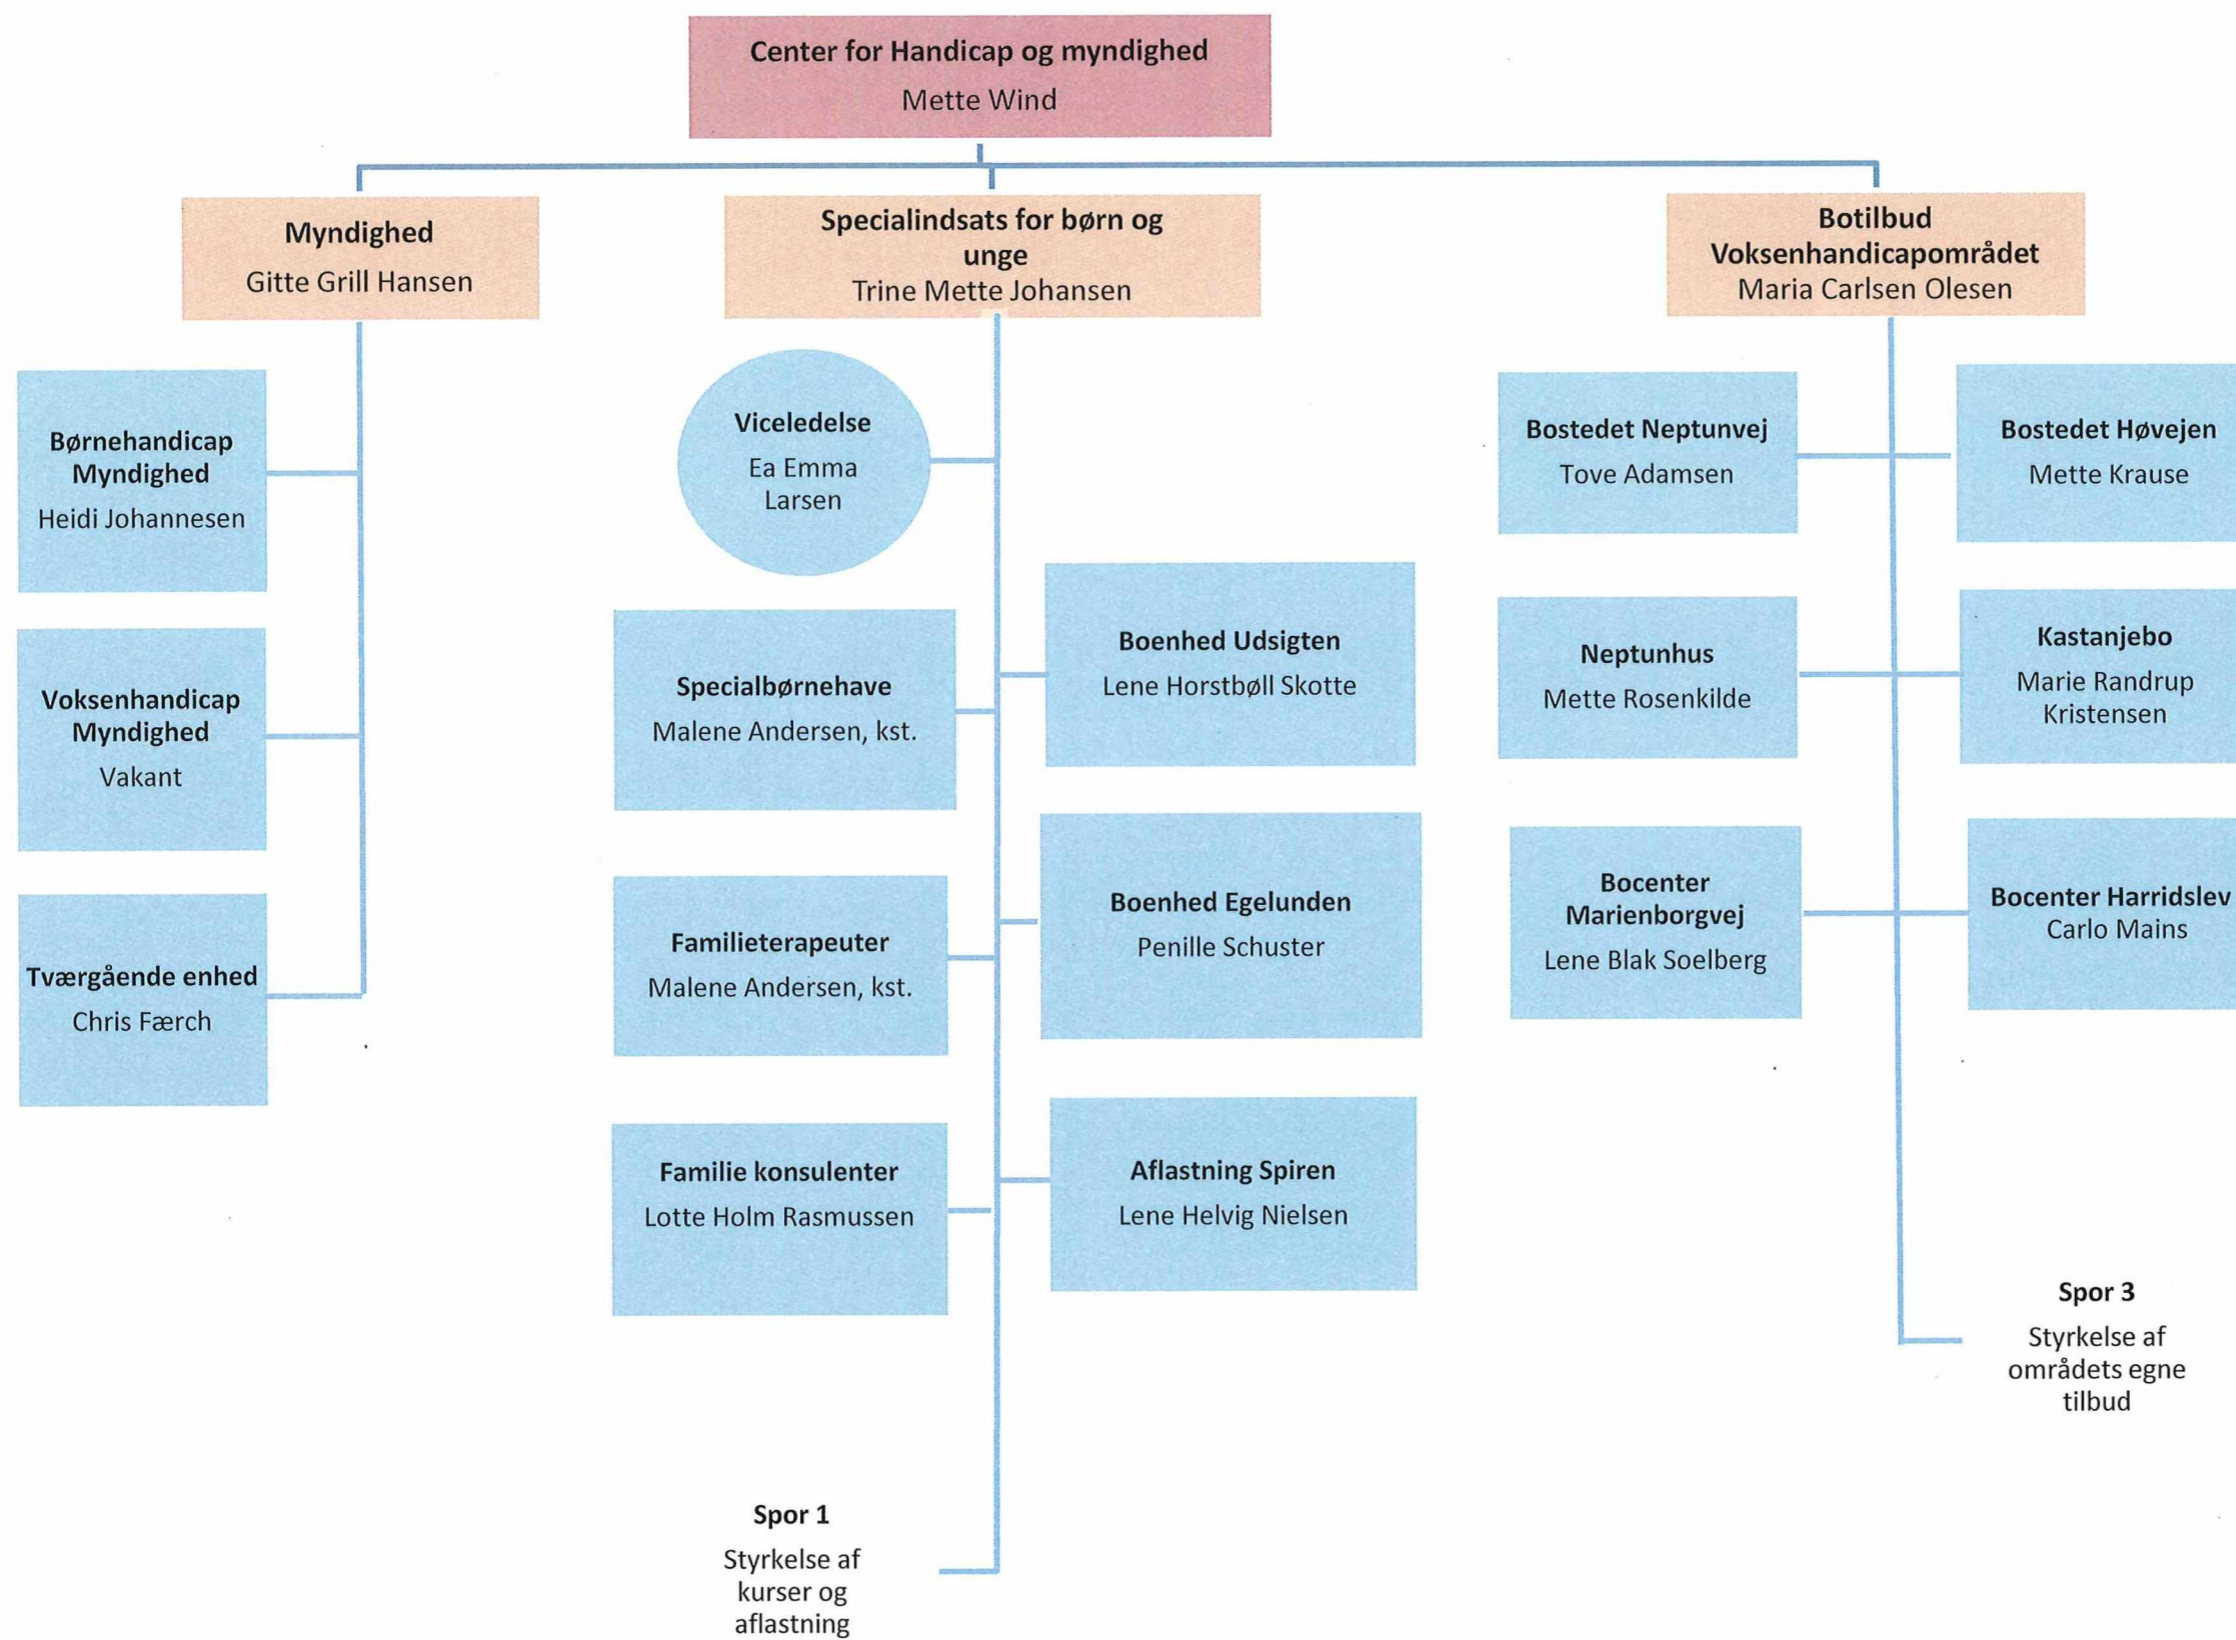 Center for Handicap og myndighed
Mette Wind
Myndighed
Gitte Grill Hansen
Børnehandicap
Myndighed
Heidi Johannesen
Voksenhandicap
Myndighed
Vakant
Tværgående enhed
Chris Færch
Specialindsats for børn og
unge
Trine Mette Johansen
Viceledelse
Ea Emma
Larsen
Specialbørnehave
Malene Andersen, kst.
Boenhed Udsigten
Lene Horstbøll Skotte
Familieterapeuter
Malene Andersen, kst.
Boenhed Egelunden
Penille Schuster
Familie konsulenter
Lotte Holm Rasmussen
Aflastning Spiren
Lene Helvig Nielsen
Spor 1
Styrkelse af
kurser og
aflastning
Botilbud
Voksenhandicapområdet
Maria Carlsen Olesen
Bostedet Neptunvej
Tove Adamsen
Bostedet Høvejen
Mette Krause
Neptunhus
Mette Rosenkilde
Kastanjebo
Marie Randrup
Kristensen
Bocenter
Marienborgvej
Lene Blak Soelberg
Bocenter Harridslev
Carlo Mains
Spor 3
Styrkelse af
områdets egne
tilbud